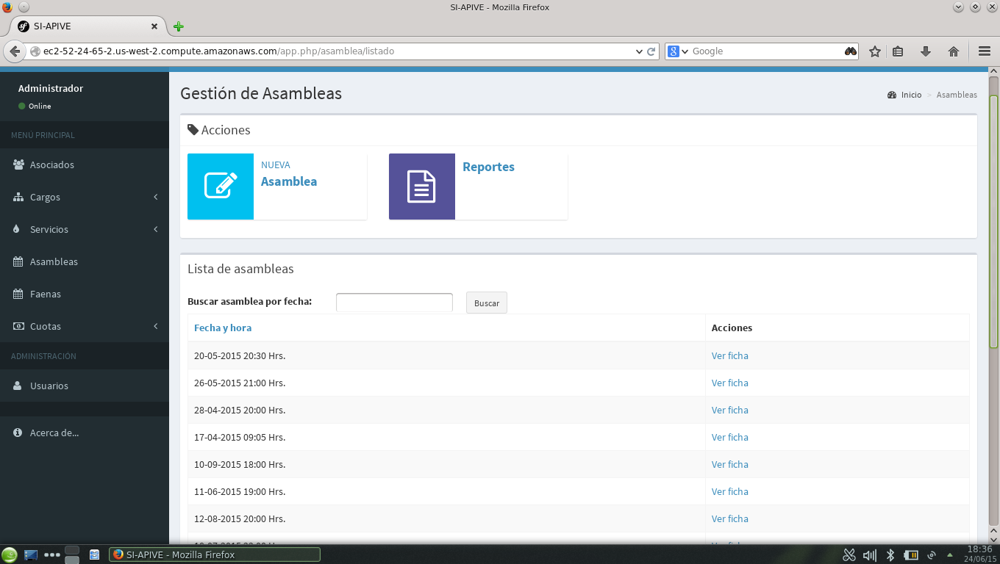 SI-APIVE - Mozilla Firefox
SI-APIVE
ec2-52-24-65-2.us-west-2.compute.amazonaws.com/app.php/asamblea/listado
Google
Administrador
Online
MENÚ PRINCIPAL
Asociados
Cargos
Servicios
Asambleas
Faenas
Cuotas
ADMINISTRACIÓN
Usuarios
Acerca de...
Gestión de Asambleas
Inicio > Asambleas
Acciones
NUEVA
Asamblea
Reportes
Lista de asambleas
Buscar asamblea por fecha:
Buscar
Fecha y hora Acciones
20-05-2015 20:30 Hrs. Ver ficha
26-05-2015 21:00 Hrs. Ver ficha
28-04-2015 20:00 Hrs. Ver ficha
17-04-2015 09:05 Hrs. Ver ficha
10-09-2015 18:00 Hrs. Ver ficha
11-06-2015 19:00 Hrs. Ver ficha
12-08-2015 20:00 Hrs. Ver ficha
SI-APIVE - Mozilla Firefox
18:36
24/06/15